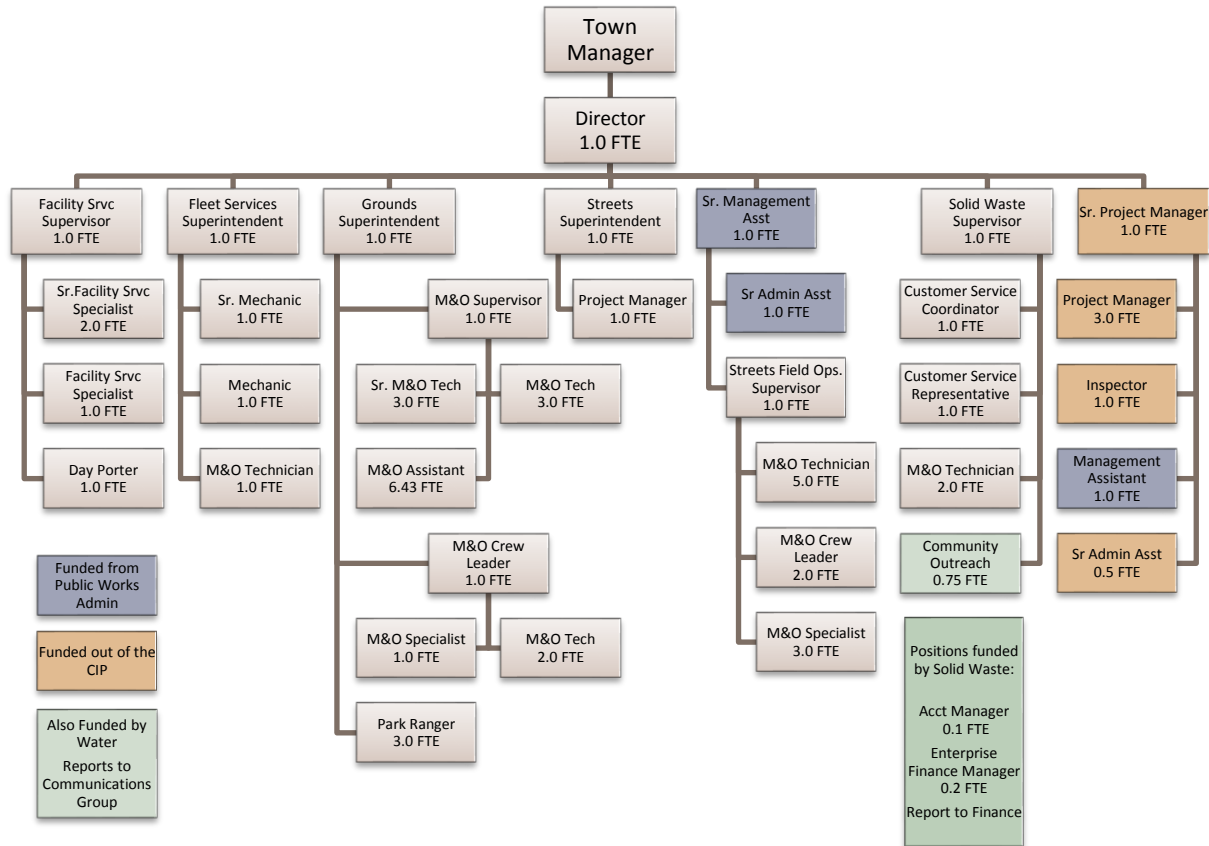 Town
Manager
Director
1.0 FTE
Facility Srvc
Supervisor
1.0 FTE
Sr.Facility Srvc
Specialist
2.0 FTE
Facility Srvc
Specialist
1.0 FTE
Day Porter
1.0 FTE
Fleet Services
Superintendent
1.0 FTE
Sr. Mechanic
1.0 FTE
Mechanic
1.0 FTE
M&O Technician
1.0 FTE
Grounds
Superintendent
1.0 FTE
M&O Supervisor
1.0 FTE
Sr. M&O Tech
3.0 FTE
M&O Tech
3.0 FTE
M&O Assistant
6.43 FTE
M&O Crew
Leader
1.0 FTE
M&O Specialist
1.0 FTE
M&O Tech
2.0 FTE
Park Ranger
3.0 FTE
Streets
Superintendent
1.0 FTE
Project Manager
1.0 FTE
Sr. Management
Asst
1.0 FTE
Sr Admin Asst
1.0 FTE
Streets Field Ops.
Supervisor
1.0 FTE
M&O Technician
5.0 FTE
M&O Crew
Leader
2.0 FTE
M&O Specialist
3.0 FTE
Solid Waste
Supervisor
1.0 FTE
Customer Service
Coordinator
1.0 FTE
Customer Service
Representative
1.0 FTE
M&O Technician
2.0 FTE
Community
Outreach
0.75 FTE
Sr. Project Manager
1.0 FTE
Project Manager
3.0 FTE
Inspector
1.0 FTE
Management
Assistant
1.0 FTE
Sr Admin Asst
0.5 FTE
Funded from
Public Works
Admin
Funded out of the
CIP
Also Funded by
Water
Reports to
Communications
Group
Positions funded
by Solid Waste:
Acct Manager
0.1 FTE
Enterprise
Finance Manager
0.2 FTE
Report to Finance